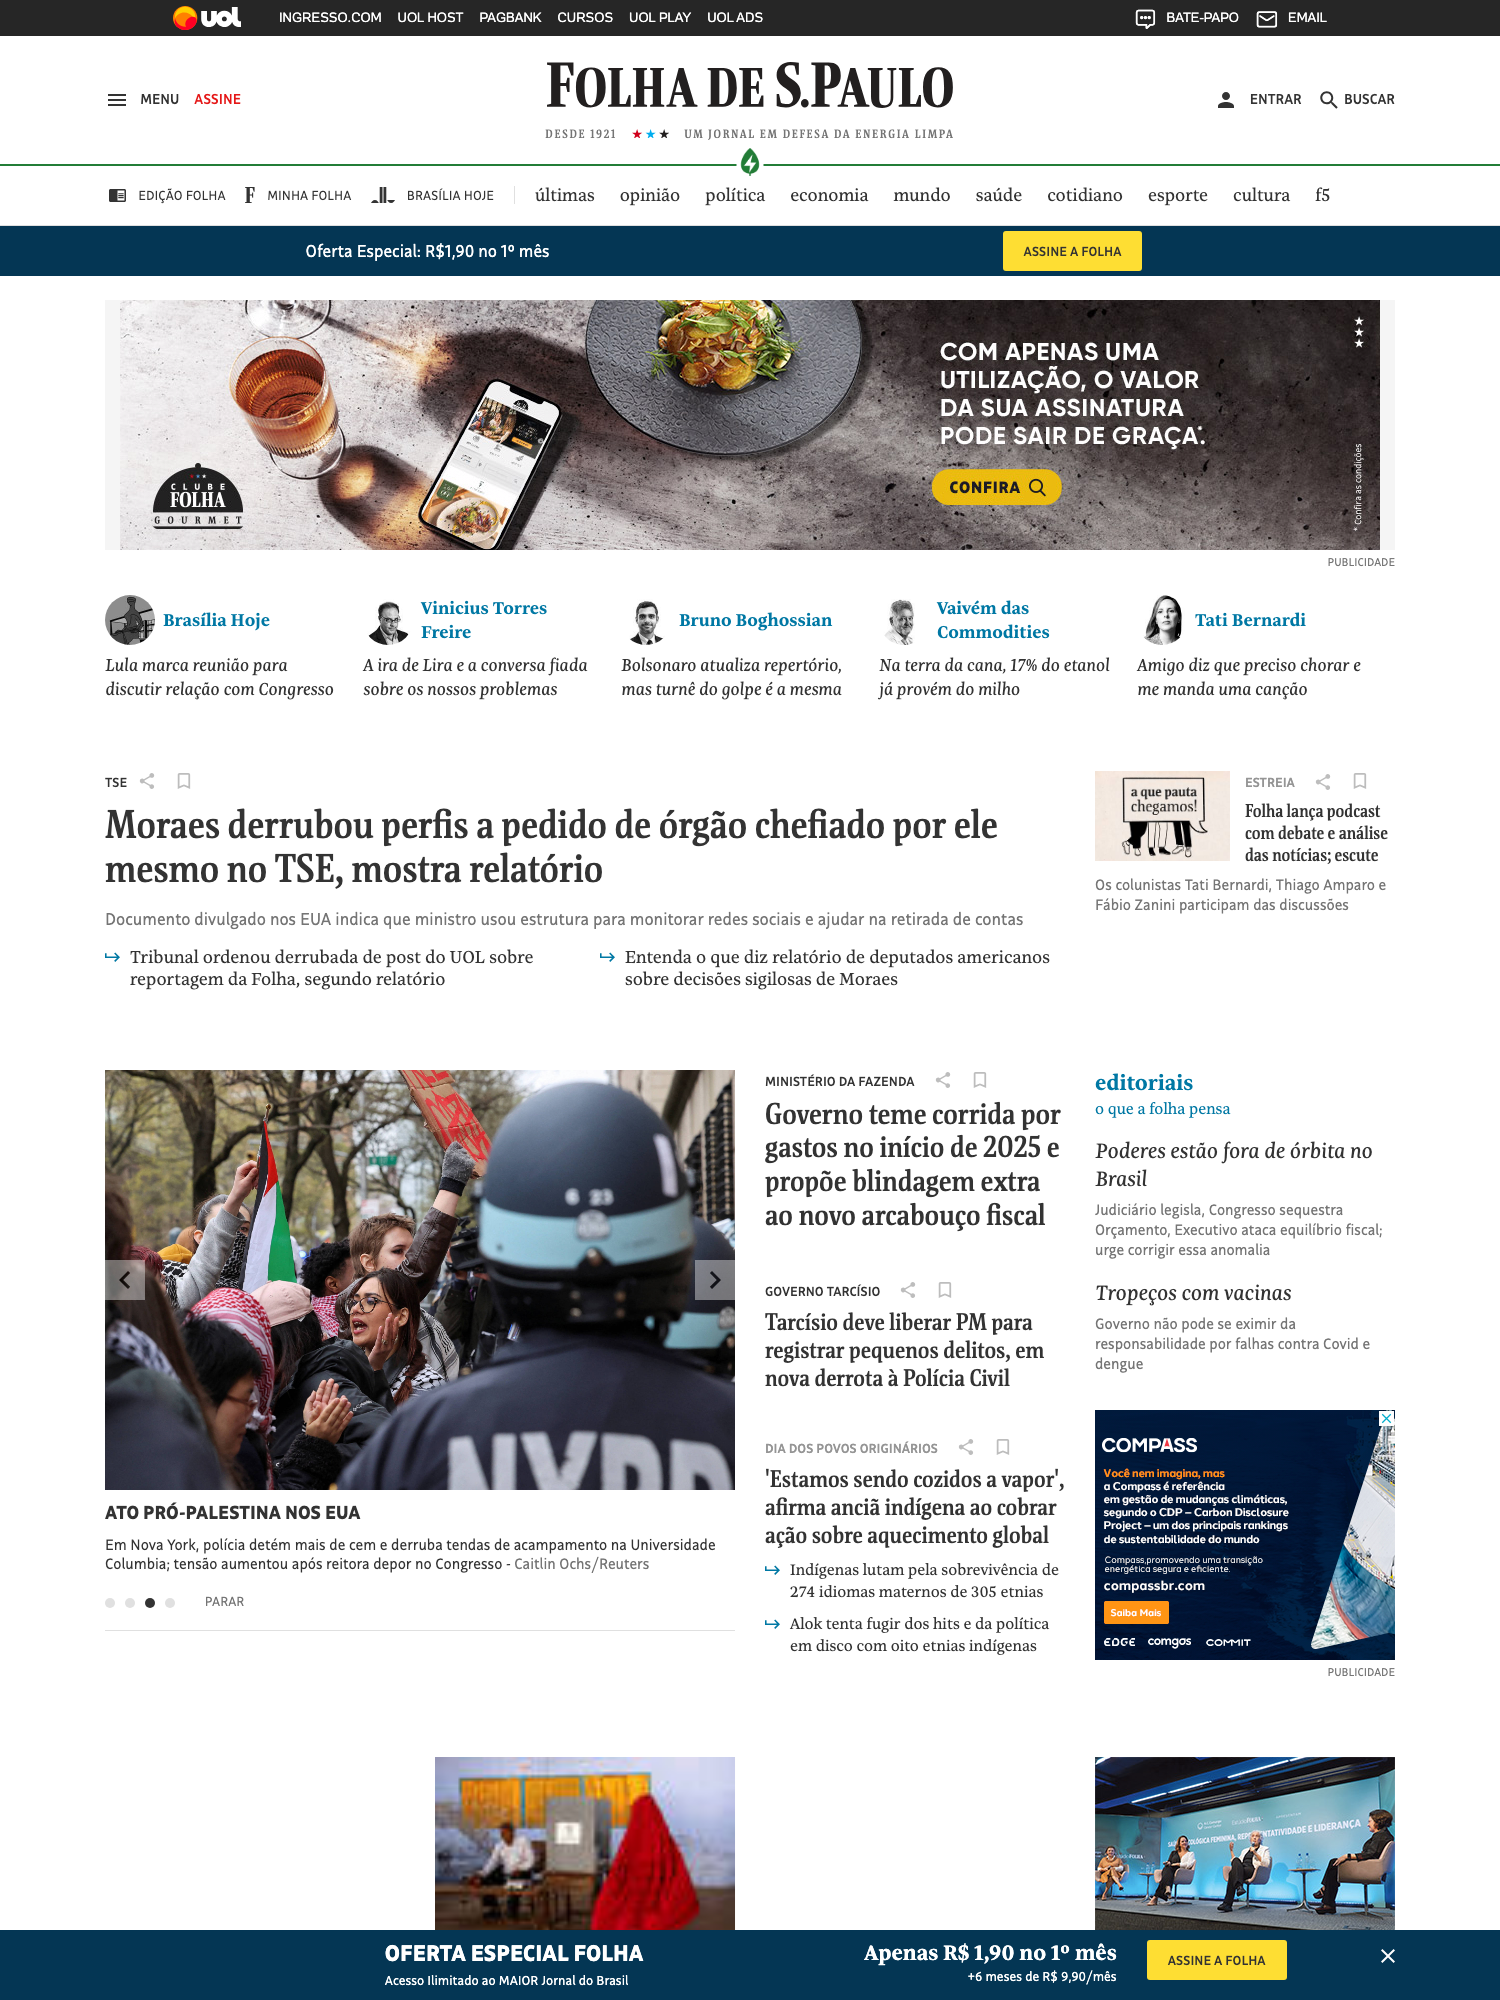 uol INGRESSO.COM UOL HOST PAGBANK CURSOS UOL PLAY UOL ADS BATE-PAPO EMAIL
MENU ASSINE
FOLHA DE S.PAULO
ENTRAR BUSCAR
DESDE 1921 ★★★ UM JORNAL EM DEFESA DA ENERGIA LIMPA
EDIÇÃO FOLHA F MINHA FOLHA BRASÍLIA HOJE últimas opinião política economia mundo saúde cotidiano esporte cultura f5
Oferta Especial: R$1,90 no 1º mês ASSINE A FOLHA
COM APENAS UMA
UTILIZAÇÃO, O VALOR
DA SUA ASSINATURA
PODE SAIR DE GRAÇA*.
CONFIRA
* Confira as condições
CLUBE
FOLHA
GOURMET
PUBLICIDADE
Brasília Hoje
Lula marca reunião para
discutir relação com Congresso
Vinicius Torres
Freire
A ira de Lira e a conversa fiada
sobre os nossos problemas
Bruno Boghossian
Bolsonaro atualiza repertório,
mas turnê do golpe é a mesma
Vaivém das
Commodities
Na terra da cana, 17% do etanol
já provém do milho
Tati Bernardi
Amigo diz que preciso chorar e
me manda uma canção
TSE
Moraes derrubou perfis a pedido de órgão chefiado por ele
mesmo no TSE, mostra relatório
Documento divulgado nos EUA indica que ministro usou estrutura para monitorar redes sociais e ajudar na retirada de contas
Tribunal ordenou derrubada de post do UOL sobre
reportagem da Folha, segundo relatório
Entenda o que diz relatório de deputados americanos
sobre decisões sigilosas de Moraes
a que pauta
chegamos!
ESTREIA
Folha lança podcast
com debate e análise
das notícias; escute
Os colunistas Tati Bernardi, Thiago Amparo e
Fábio Zanini participam das discussões
6 23
NYPD
ATO PRÓ-PALESTINA NOS EUA
Em Nova York, polícia detém mais de cem e derruba tendas de acampamento na Universidade
Columbia; tensão aumentou após reitora depor no Congresso - Caitlin Ochs/Reuters
PARAR
MINISTÉRIO DA FAZENDA
Governo teme corrida por
gastos no início de 2025 e
propõe blindagem extra
ao novo arcabouço fiscal
GOVERNO TARCÍSIO
Tarcísio deve liberar PM para
registrar pequenos delitos, em
nova derrota à Polícia Civil
DIA DOS POVOS ORIGINÁRIOS
'Estamos sendo cozidos a vapor',
afirma anciã indígena ao cobrar
ação sobre aquecimento global
Indígenas lutam pela sobrevivência de
274 idiomas maternos de 305 etnias
Alok tenta fugir dos hits e da política
em disco com oito etnias indígenas
editoriais
o que a folha pensa
Poderes estão fora de órbita no
Brasil
Judiciário legisla, Congresso sequestra
Orçamento, Executivo ataca equilíbrio fiscal;
urge corrigir essa anomalia
Tropeços com vacinas
Governo não pode se eximir da
responsabilidade por falhas contra Covid e
dengue
COMPASS
Você nem imagina, mas
a Compass é referência
em gestão de mudanças climáticas,
segundo o CDP – Carbon Disclosure
Project – um dos principais rankings
de sustentabilidade do mundo
Compass,promovendo uma transição
energética segura e eficiente.
compassbr.com
Saiba Mais
EDGE comgas COMMIT
PUBLICIDADE
OFERTA ESPECIAL FOLHA
Acesso Ilimitado ao MAIOR Jornal do Brasil
Apenas R$ 1,90 no 1º mês
+6 meses de R$ 9,90/mês
ASSINE A FOLHA